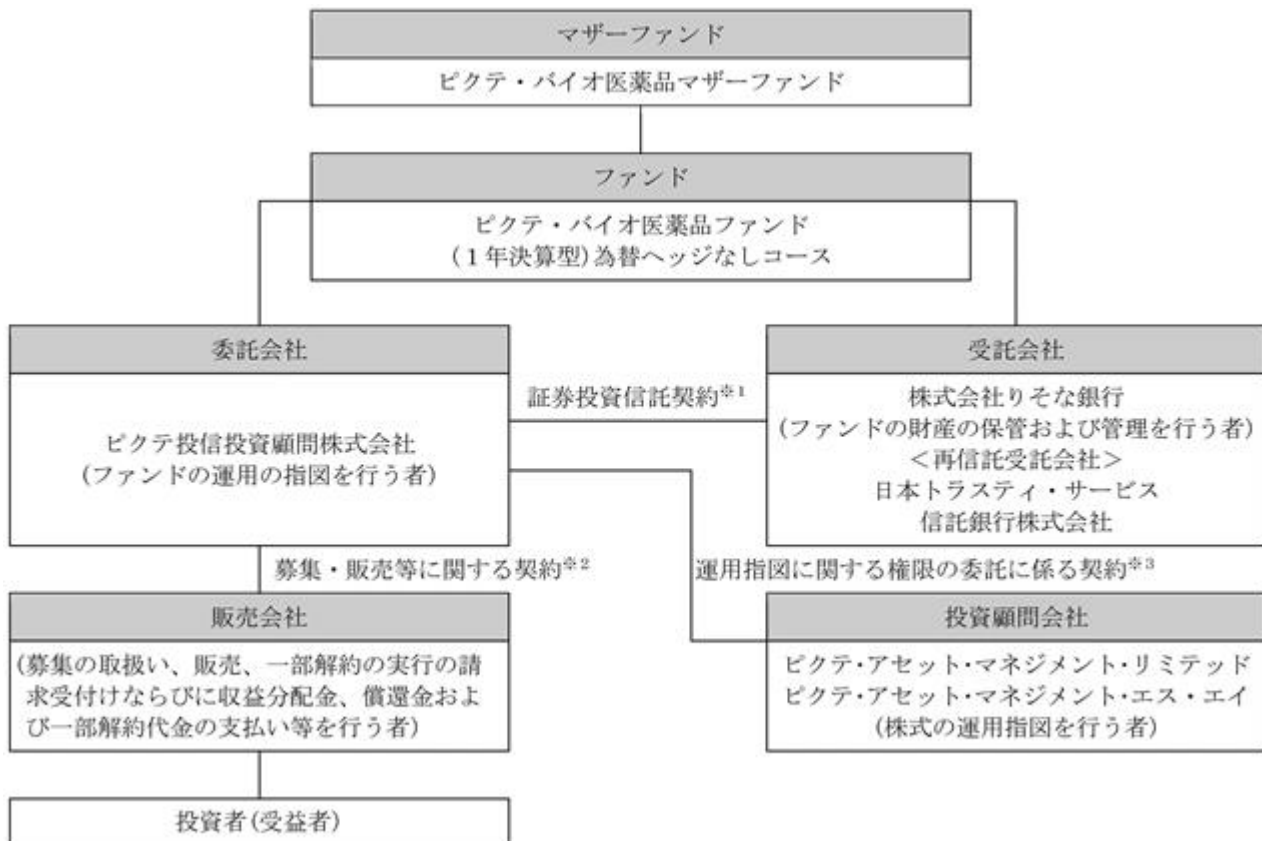 マザーファンド
ピクテ・バイオ医薬品マザーファンド
ファンド
ピクテ・バイオ医薬品ファンド
(1年決算型)為替ヘッジなしコース
委託会社
ピクテ投信投資顧問株式会社
(ファンドの運用の指図を行う者)
証券投資信託契約※1
受託会社
株式会社りそな銀行
(ファンドの財産の保管および管理を行う者)
<再信託受託会社>
日本トラスティ・サービス
信託銀行株式会社
募集・販売等に関する契約※2
運用指図に関する権限の委託に係る契約※3
販売会社
(募集の取扱い、販売、一部解約の実行の請
求受付けならびに収益分配金、償還金およ
び一部解約代金の支払い等を行う者)
投資顧問会社
ピクテ・アセット・マネジメント・リミテッド
ピクテ・アセット・マネジメント・エス・エイ
(株式の運用指図を行う者)
投資者(受益者)